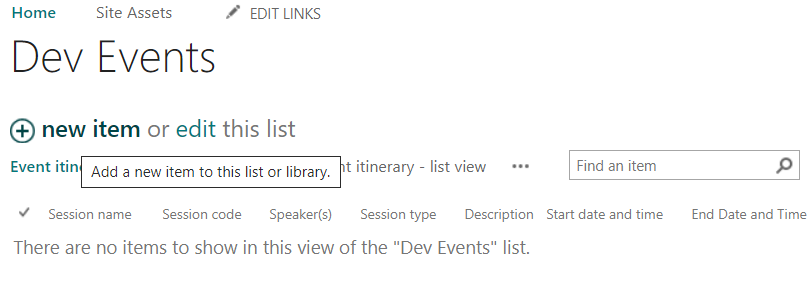 Home Site Assets EDIT LINKS
Dev Events
new item or edit this list
Event itin nt itinerary - list view ••• Find an item
Add a new item to this list or library.
Session name Session code Speaker(s) Session type Description Start date and time End Date and Time
There are no items to show in this view of the "Dev Events" list.